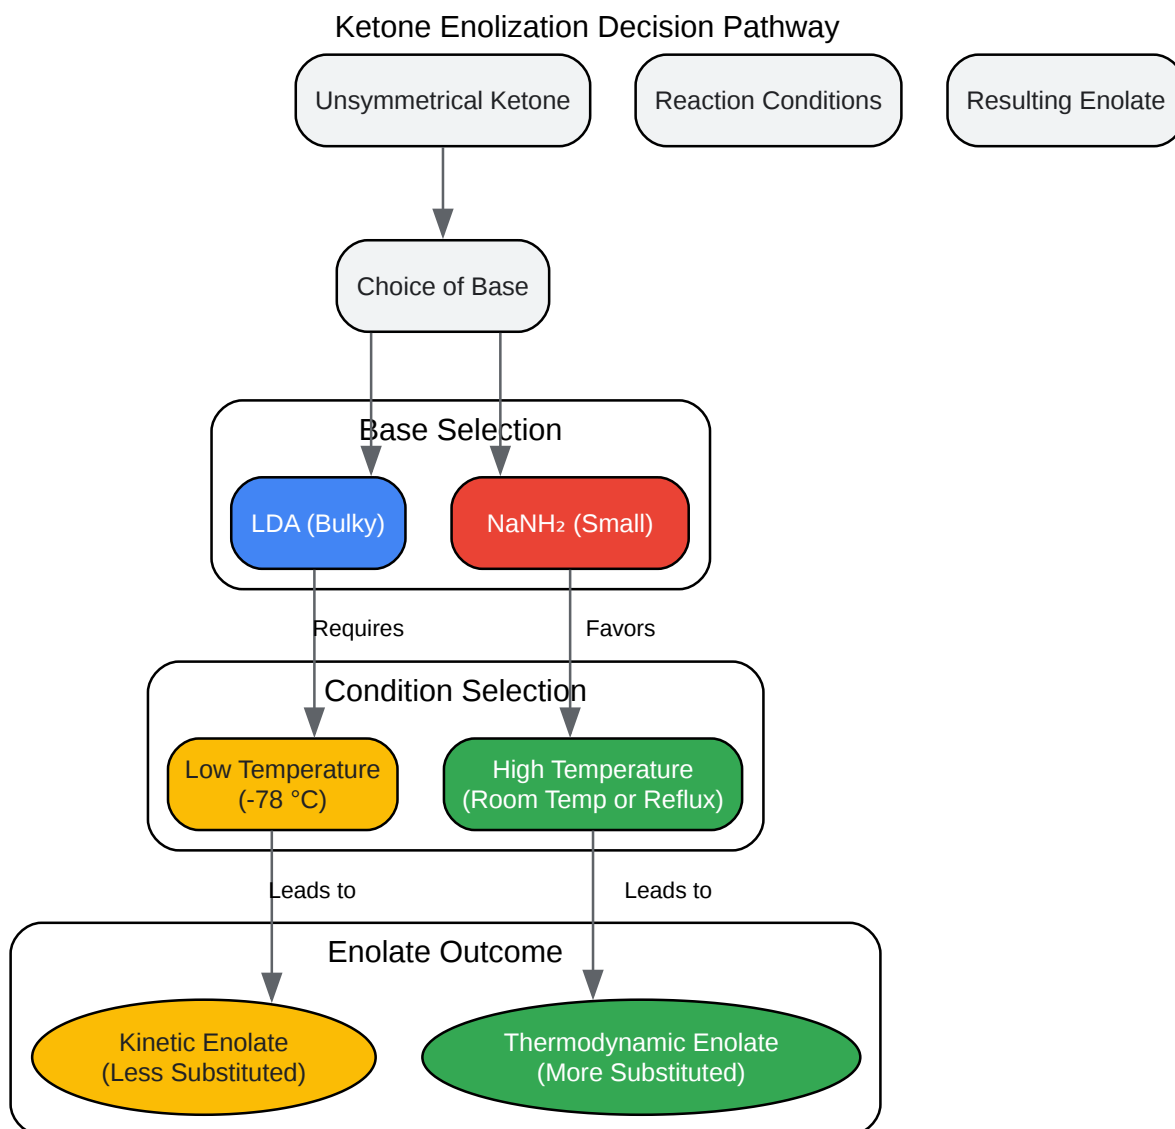 Ketone Enolization Decision Pathway
Unsymmetrical Ketone
Reaction Conditions
Resulting Enolate
Choice of Base
Base Selection
LDA (Bulky)
NaNH₂ (Small)
Requires
Favors
Condition Selection
Low Temperature
(-78 °C)
High Temperature
(Room Temp or Reflux)
Leads to
Leads to
Enolate Outcome
Kinetic Enolate
(Less Substituted)
Thermodynamic Enolate
(More Substituted)